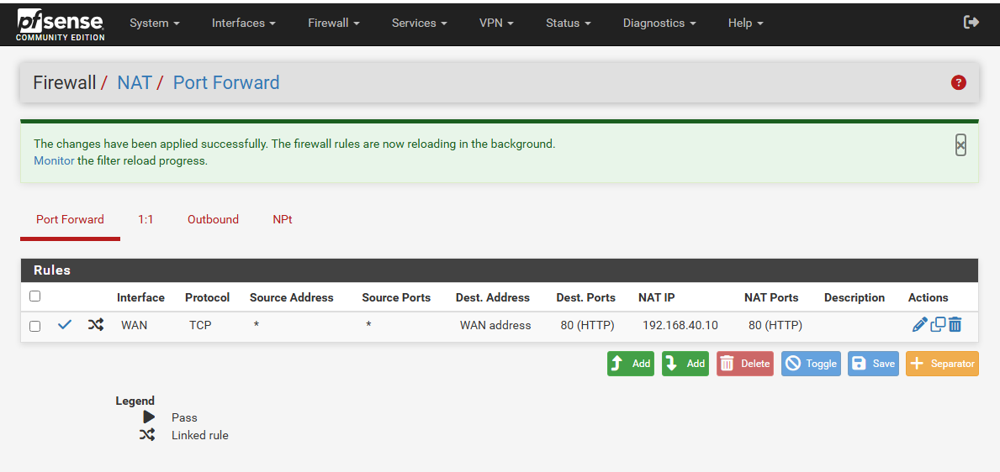 pfsense
COMMUNITY EDITION
System Interfaces Firewall Services VPN Status Diagnostics Help
Firewall / NAT / Port Forward
?
The changes have been applied successfully. The firewall rules are now reloading in the background.
Monitor the filter reload progress.
Port Forward 1:1 Outbound NPt
Rules
Interface Protocol Source Address Source Ports Dest. Address Dest. Ports NAT IP NAT Ports Description Actions
WAN TCP * * WAN address 80 (HTTP) 192.168.40.10 80 (HTTP)
Add Add Delete Toggle Save Separator
Legend
Pass
Linked rule